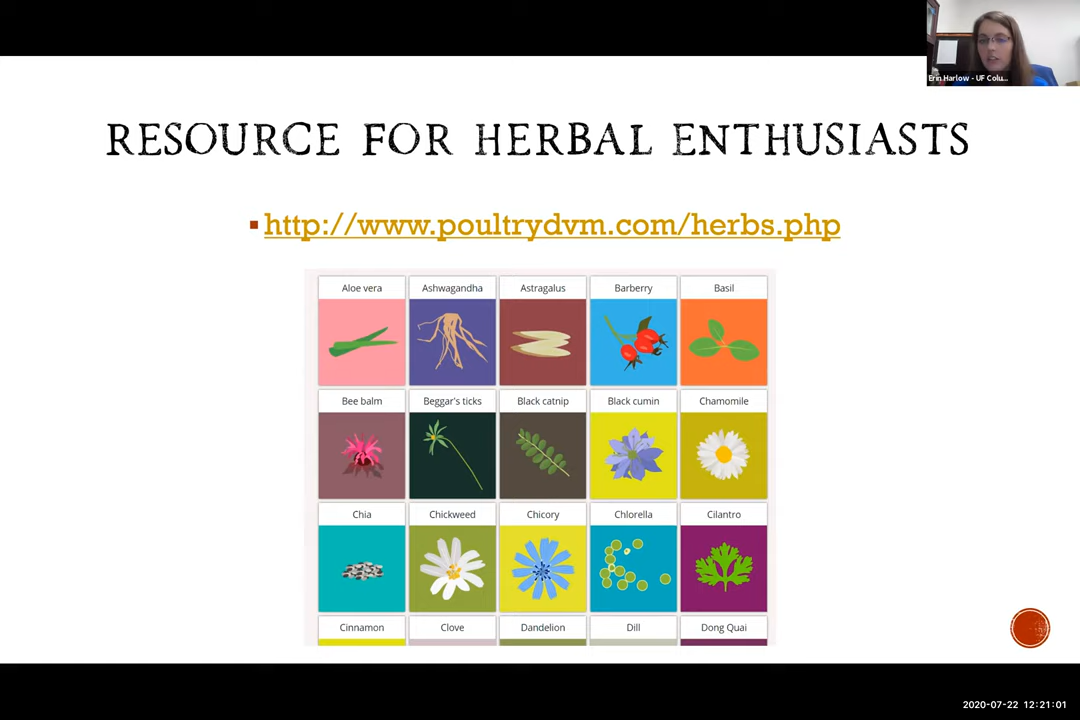 Erin Harlow - UF Colu...
RESOURCE FOR HERBAL ENTHUSIASTS
http://www.poultrydvm.com/herbs.php
Aloe vera Ashwagandha Astragalus Barberry Basil
Bee balm Beggar's ticks Black catnip Black cumin Chamomile
Chia Chickweed Chicory Chlorella Cilantro
Cinnamon Clove Dandelion Dill Dong Quai
2020-07-22 12:21:01